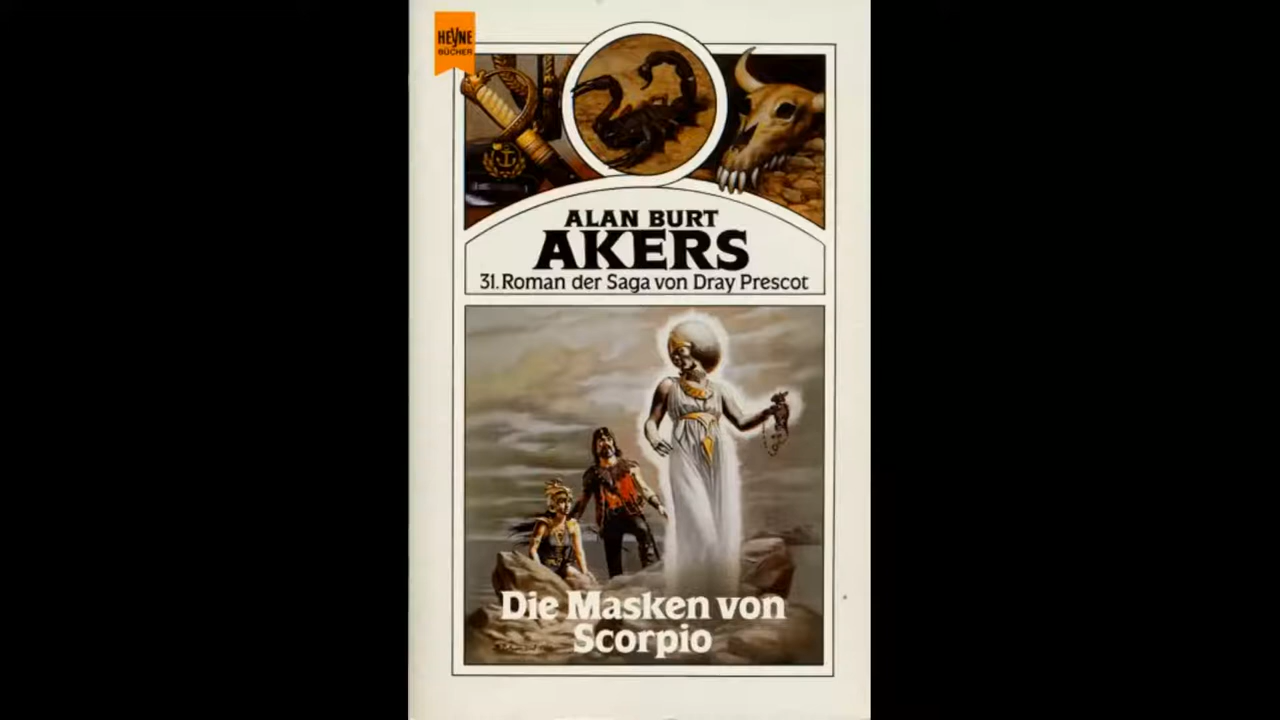 HEYNE
BÜCHER
ALAN BURT
AKERS
31. Roman der Saga von Dray Prescot
Die Masken von
Scorpio